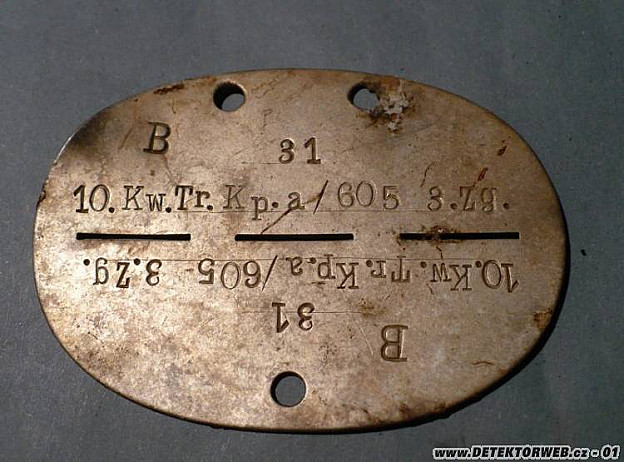 B
31
10. Kw. Tr. Kp. a/605 3. Zg.
10. Kw. Tr. Kp. a/605 3. Zg.
31
B
www.DETEKTORWEB.cz - 01